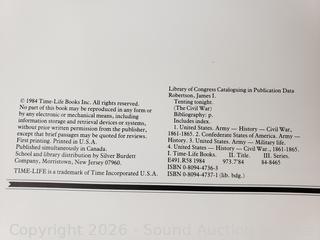 © 1984 Time-Life Books Inc. All rights reserved.
No part of this book may be reproduced in any form or
by any electronic or mechanical means, including
information storage and retrieval devices or systems,
without prior written permission from the publisher,
except that brief passages may be quoted for reviews.
First printing. Printed in U.S.A.
Published simultaneously in Canada.
School and library distribution by Silver Burdett
Company, Morristown, New Jersey 07960.
TIME-LIFE is a trademark of Time Incorporated U.S.A.
Library of Congress Cataloguing in Publication Data
Robertson, James I.
Tenting tonight.
(The Civil War)
Bibliography: p.
Includes index.
1. United States. Army — History — Civil War,
1861-1865. 2. Confederate States of America. Army —
History. 3. United States. Army — Military life.
4. United States — History — Civil War, 1861-1865.
I. Time-Life Books. II. Title. III. Series.
E491.R58 1984 973.7'84 84-8465
ISBN 0-8094-4736-3
ISBN 0-8094-4737-1 (lib. bdg.)
Copyright 2026 - Sound Auction Service